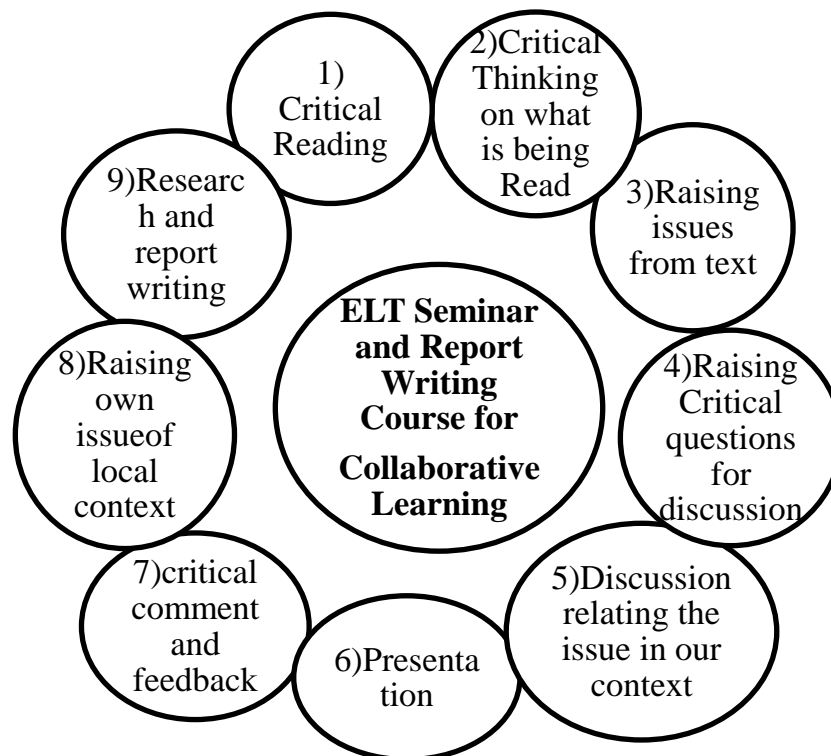 1)
Critical
Reading
2)Critical
Thinking
on what
is being
Read
3)Raising
issues
from text
4)Raising
Critical
questions
for
discussion
5)Discussion
relating the
issue in our
context
6)Presenta
tion
7)critical
comment
and
feedback
8)Raising
own
issueof
local
context
9)Researc
h and
report
writing
ELT Seminar
and Report
Writing
Course for
Collaborative
Learning